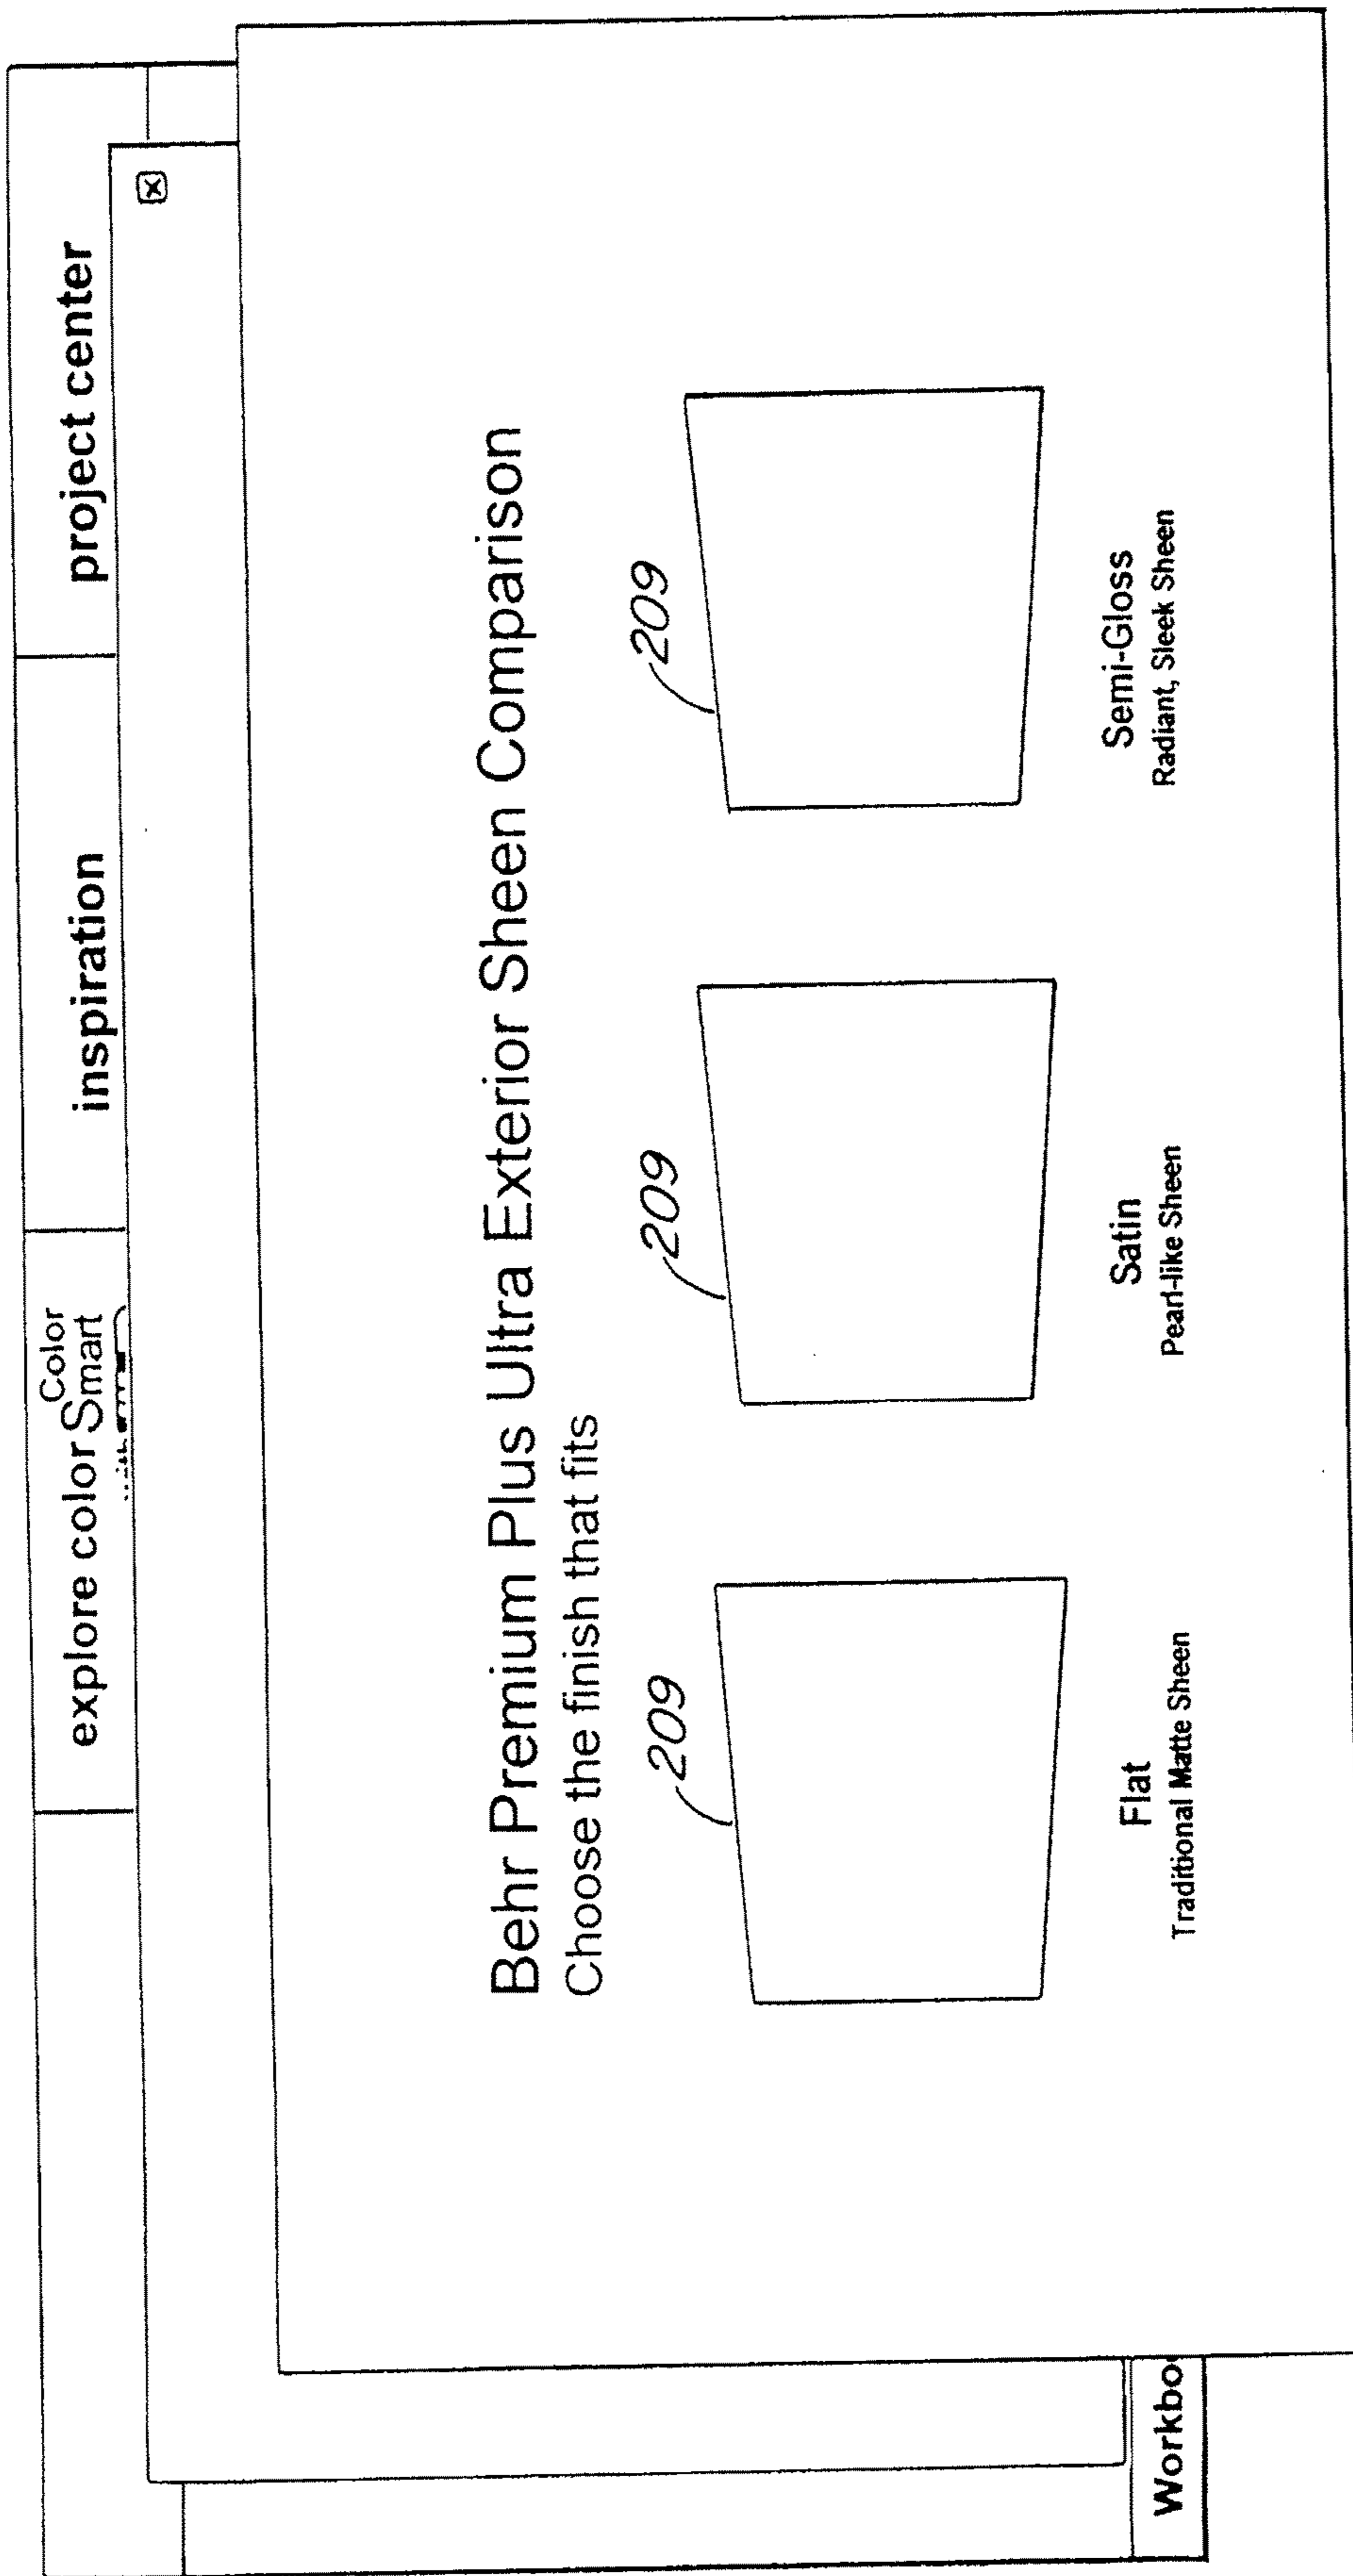 explore color
Color
Smart
inspiration
project center
x
Behr Premium Plus Ultra Exterior Sheen Comparison
Choose the finish that fits
209
209
209
Flat
Traditional Matte Sheen
Satin
Pearl-like Sheen
Semi-Gloss
Radiant, Sleek Sheen
Workbo